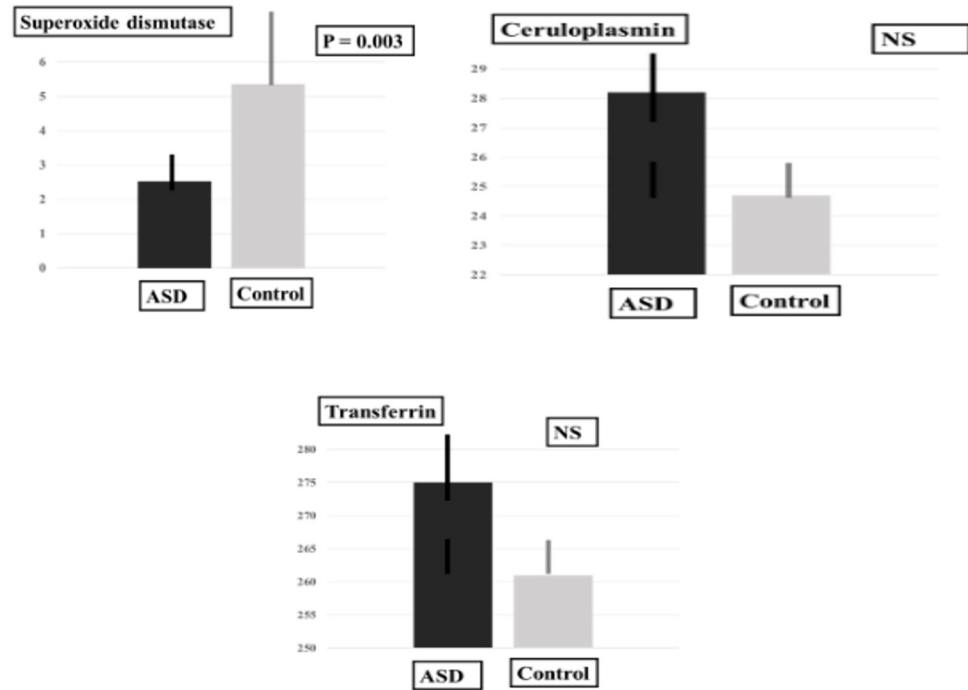 Superoxide dismutase
P = 0.003
6
5
4
3
2
1
0
ASD
Control
Ceruloplasmin
NS
29
28
27
26
25
24
23
22
ASD
Control
Transferrin
NS
280
275
270
265
260
255
250
ASD
Control